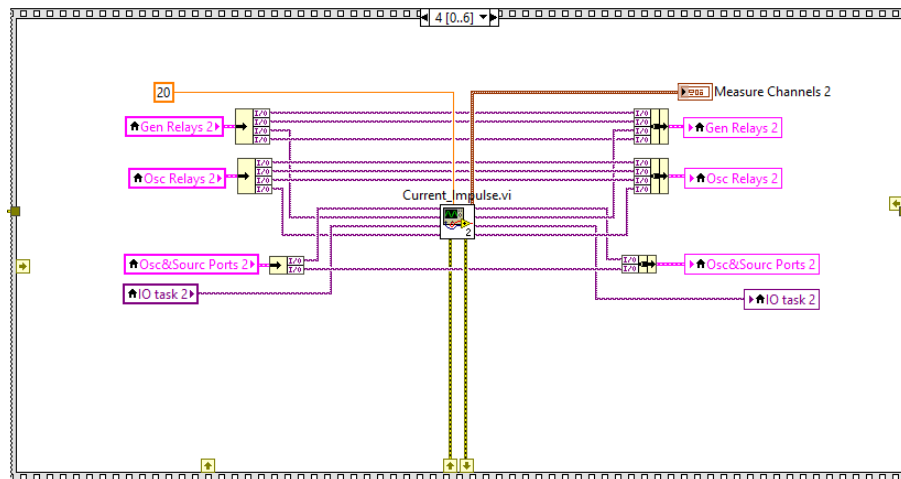 4 [0..6]
20
Measure Channels 2
Gen Relays 2
I/O
I/O
I/O
I/O
I/O
I/O
I/O
I/O
Gen Relays 2
Osc Relays 2
I/O
I/O
I/O
I/O
I/O
I/O
I/O
I/O
Osc Relays 2
Current_Impulse.vi
2
Osc&Sourc Ports 2
I/O
I/O
I/O
I/O
Osc&Sourc Ports 2
IO task 2
IO task 2